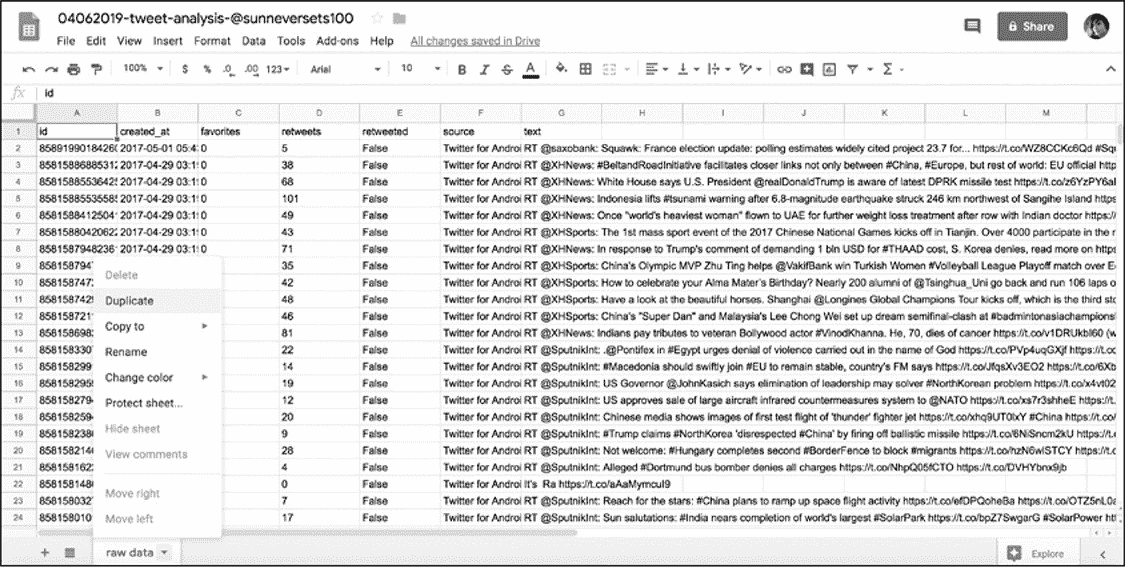 04062019-tweet-analysis-@sunneversets100
File Edit View Insert Format Data Tools Add-ons Help All changes saved in Drive
Share
100% $ % .0 .00 123 Arial 10 B I S A
fx id
A B C D E F G H I J K L M
1 id created_at favorites retweets retweeted source text
2 2017-05-01 05:4 0 5 False Twitter for Androi RT @saxobank: Squawk: France election update: polling estimates widely cited project 23.7 for... https://t.co/WZ8CCKc6Qd #Squ
3 2017-04-29 03:1 0 38 False Twitter for Androi RT @XHNews: #BeltandRoadInitiative facilitates closer links not only between #China, #Europe, but rest of world: EU official http
4 2017-04-29 03:1 0 68 False Twitter for Androi RT @XHNews: White House says U.S. President @realDonaldTrump is aware of latest DPRK missile test https://t.co/z6YzPY6al
5 2017-04-29 03:1 0 101 False Twitter for Androi RT @XHNews: Indonesia lifts #tsunami warning after 6.8-magnitude earthquake struck 246 km northwest of Sangihe Island https
6 2017-04-29 03:1 0 49 False Twitter for Androi RT @XHNews: Once "world's heaviest woman" flown to UAE for further weight loss treatment after row with Indian doctor https:/
7 2017-04-29 03:1 0 43 False Twitter for Androi RT @XHSports: The 1st mass sport event of the 2017 Chinese National Games kicks off in Tianjin. Over 4000 participate in the r
8 2017-04-29 03:1 0 71 False Twitter for Androi RT @XHNews: In response to Trump's comment of demanding 1 bln USD for #THAAD cost, S. Korea denies, read more on https
9 35 False Twitter for Androi RT @XHSports: China's Olympic MVP Zhu Ting helps @VakifBank win Turkish Women #Volleyball League Playoff match over E
Delete
10 42 False Twitter for Androi RT @XHSports: How to celebrate your Alma Mater's Birthday? Nearly 200 alumni of @Tsinghua_Uni go back and run 106 laps o
Duplicate
11 48 False Twitter for Androi RT @XHSports: Have a look at the beautiful horses. Shanghai @Longines Global Champions Tour kicks off, which is the third sto
12 46 False Twitter for Androi RT @XHSports: China's "Super Dan" and Malaysia's Lee Chong Wei set up dream semifinal-clash at #badmintonasiachampionsl
Copy to
13 81 False Twitter for Androi RT @XHNews: Indians pay tributes to veteran Bollywood actor #VinodKhanna. He, 70, dies of cancer https://t.co/v1DRUkbI60 (w
14 22 False Twitter for Androi RT @SputnikInt: .@Pontifex in #Egypt urges denial of violence carried out in the name of God https://t.co/PVp4uqGXjf https://t.co
Rename
15 14 False Twitter for Androi RT @SputnikInt: #Macedonia should swiftly join #EU to remain stable, country's FM says https://t.co/JfqsXv3EO2 https://t.co/6Xb
Change color
16 19 False Twitter for Androi RT @SputnikInt: US Governor @JohnKasich says elimination of leadership may solver #NorthKorean problem https://t.co/x4vt02
17 12 False Twitter for Androi RT @SputnikInt: US approves sale of large aircraft infrared countermeasures system to @NATO https://t.co/xs7r3shheE https://t
Protect sheet...
18 20 False Twitter for Androi RT @SputnikInt: Chinese media shows images of first test flight of 'thunder' fighter jet https://t.co/xhq9UT0lxY #China https://t.co/
19 9 False Twitter for Androi RT @SputnikInt: #Trump claims #NorthKorea 'disrespected #China' by firing off ballistic missile https://t.co/6NiSncm2kU https://t
Hide sheet
20 28 False Twitter for Androi RT @SputnikInt: Not welcome: #Hungary completes second #BorderFence to block #migrants https://t.co/hzN6wISTCY https://t
View comments
21 4 False Twitter for Androi RT @SputnikInt: Alleged #Dortmund bus bomber denies all charges https://t.co/NhpQ05fCTO https://t.co/DVHYbnx9jb
22 0 False Twitter for Androi It's Ra https://t.co/aAaMymcuI9
23 7 False Twitter for Androi RT @SputnikInt: Reach for the stars: #China plans to ramp up space flight activity https://t.co/efDPQoheBa https://t.co/OTZ5nL0a
Move right
24 17 False Twitter for Androi RT @SputnikInt: Sun salutations: #India nears completion of world's largest #SolarPark https://t.co/bpZ7SwgarG #SolarPower htt
Move left
raw data
Explore